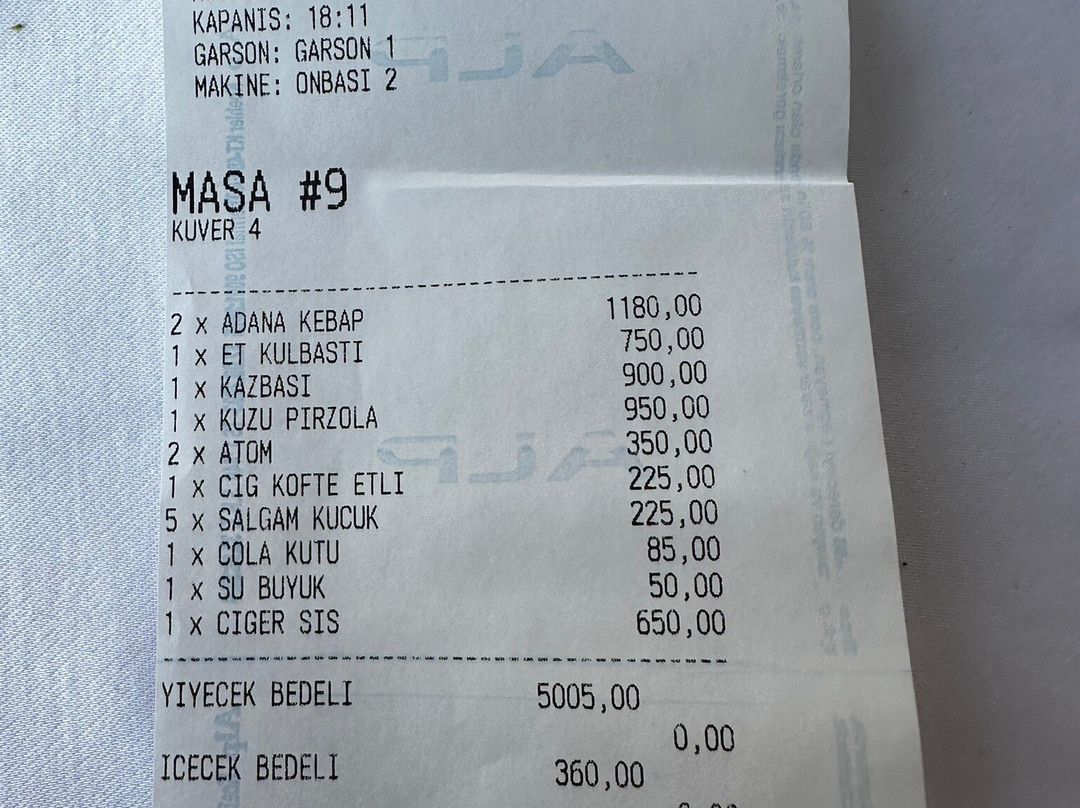 KAPANIS: 18:11
GARSON: GARSON 1
MAKINE: ONBASI 2
MASA #9
KUVER 4
2 x ADANA KEBAP 1180,00
1 x ET KULBASTI 750,00
1 x KAZBASI 900,00
1 x KUZU PIRZOLA 950,00
2 x ATOM 350,00
1 x CIG KOFTE ETLI 225,00
5 x SALGAM KUCUK 225,00
1 x COLA KUTU 85,00
1 x SU BUYUK 50,00
1 x CIGER SIS 650,00
YIYECEK BEDELI 5005,00
0,00
ICECEK BEDELI 360,00